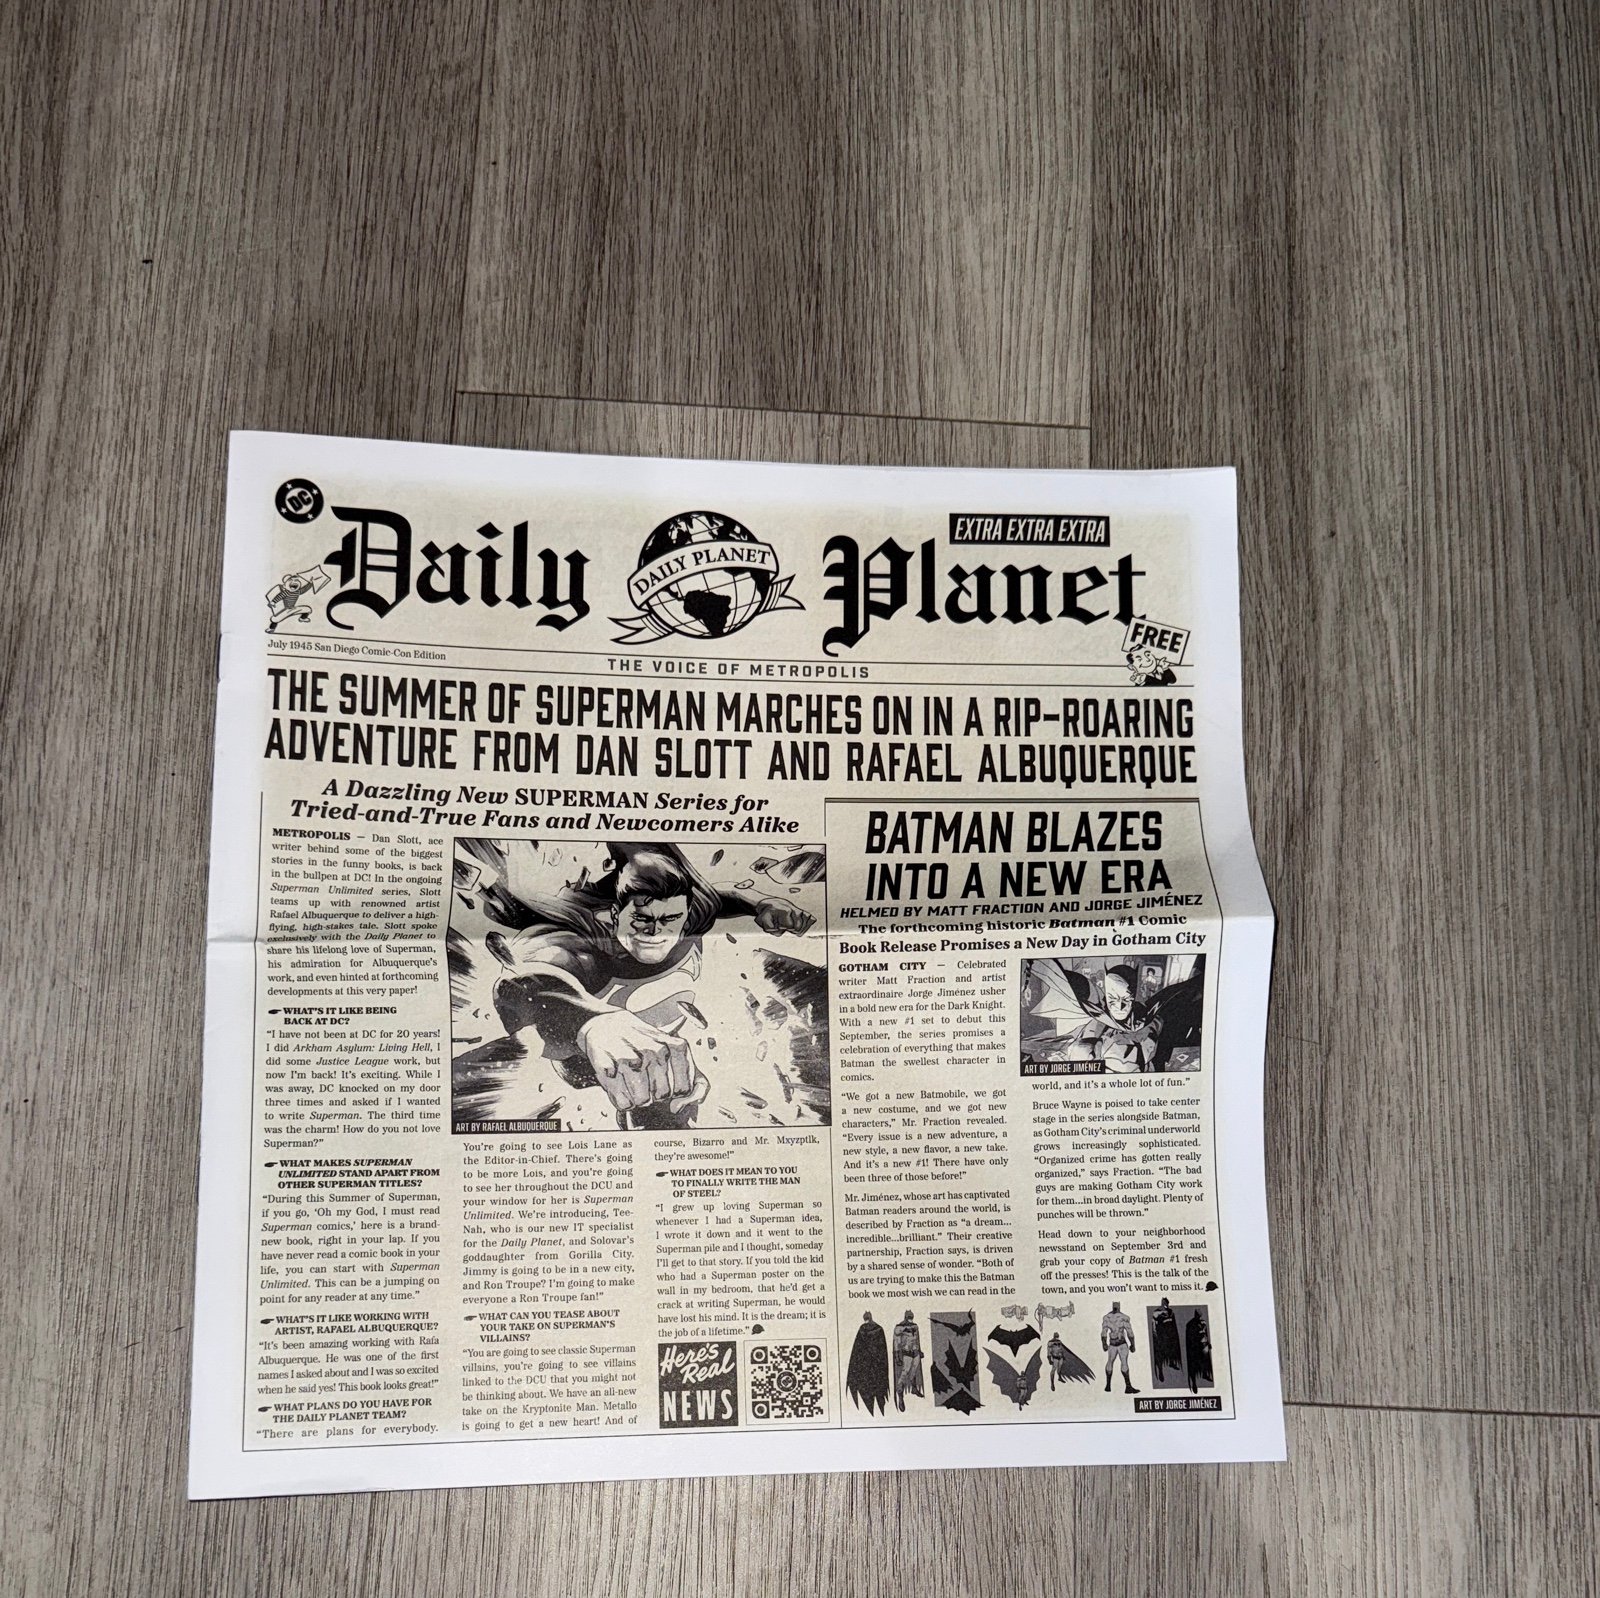 DC
Daily Planet
DAILY PLANET
EXTRA EXTRA EXTRA
FREE
July 1945 San Diego Comic-Con Edition
THE VOICE OF METROPOLIS
THE SUMMER OF SUPERMAN MARCHES ON IN A RIP-ROARING
ADVENTURE FROM DAN SLOTT AND RAFAEL ALBUQUERQUE
A Dazzling New SUPERMAN Series for
Tried-and-True Fans and Newcomers Alike
METROPOLIS — Dan Slott, ace
writer behind some of the biggest
stories in the funny books, is back
in the bullpen at DC! In the ongoing
Superman Unlimited series, Slott
teams up with renowned artist
Rafael Albuquerque to deliver a high-
flying, high-stakes tale. Slott spoke
exclusively with the Daily Planet to
share his lifelong love of Superman,
his admiration for Albuquerque's
work, and even hinted at forthcoming
developments at this very paper!
WHAT'S IT LIKE BEING
BACK AT DC?
"I have not been at DC for 20 years!
I did Arkham Asylum: Living Hell, I
did some Justice League work, but
now I'm back! It's exciting. While I
was away, DC knocked on my door
three times and asked if I wanted
to write Superman. The third time
was the charm! How do you not love
Superman?"
WHAT MAKES SUPERMAN
UNLIMITED STAND APART FROM
OTHER SUPERMAN TITLES?
"During this Summer of Superman,
if you go, 'Oh my God, I must read
Superman comics,' here is a brand-
new book, right in your lap. If you
have never read a comic book in your
life, you can start with Superman
Unlimited. This can be a jumping on
point for any reader at any time."
WHAT'S IT LIKE WORKING WITH
ARTIST, RAFAEL ALBUQUERQUE?
"It's been amazing working with Rafa
Albuquerque. He was one of the first
names I asked about and I was so excited
when he said yes! This book looks great!"
WHAT PLANS DO YOU HAVE FOR
THE DAILY PLANET TEAM?
"There are plans for everybody.
ART BY RAFAEL ALBUQUERQUE
You're going to see Lois Lane as
the Editor-in-Chief. There's going
to be more Lois, and you're going
to see her throughout the DCU and
your window for her is Superman
Unlimited. We're introducing, Tee-
Nah, who is our new IT specialist
for the Daily Planet, and Solovar's
goddaughter from Gorilla City.
Jimmy is going to be in a new city,
and Ron Troupe? I'm going to make
everyone a Ron Troupe fan!"
WHAT CAN YOU TEASE ABOUT
YOUR TAKE ON SUPERMAN'S
VILLAINS?
"You are going to see classic Superman
villains, you're going to see villains
linked to the DCU that you might not
be thinking about. We have an all-new
take on the Kryptonite Man. Metallo
is going to get a new heart! And of
course, Bizarro and Mr. Mxyzptlk,
they're awesome!"
WHAT DOES IT MEAN TO YOU
TO FINALLY WRITE THE MAN
OF STEEL?
"I grew up loving Superman so
whenever I had a Superman idea,
I wrote it down and it went to the
Superman pile and I thought, someday
I'll get to that story. If you told the kid
who had a Superman poster on the
wall in my bedroom, that he'd get a
crack at writing Superman, he would
have lost his mind. It is the dream; it is
the job of a lifetime."
Here's
Real
NEWS
BATMAN BLAZES
INTO A NEW ERA
HELMED BY MATT FRACTION AND JORGE JIMÉNEZ
The forthcoming historic Batman #1 Comic
Book Release Promises a New Day in Gotham City
GOTHAM CITY — Celebrated
writer Matt Fraction and artist
extraordinaire Jorge Jiménez usher
in a bold new era for the Dark Knight.
With a new #1 set to debut this
September, the series promises a
celebration of everything that makes
Batman the swellest character in
comics.
"We got a new Batmobile, we got
a new costume, and we got new
characters," Mr. Fraction revealed.
"Every issue is a new adventure, a
new style, a new flavor, a new take.
And it's a new #1! There have only
been three of those before!"
Mr. Jiménez, whose art has captivated
Batman readers around the world, is
described by Fraction as "a dream...
incredible...brilliant." Their creative
partnership, Fraction says, is driven
by a shared sense of wonder. "Both of
us are trying to make this the Batman
book we most wish we can read in the
ART BY JORGE JIMÉNEZ
world, and it's a whole lot of fun."
Bruce Wayne is poised to take center
stage in the series alongside Batman,
as Gotham City's criminal underworld
grows increasingly sophisticated.
"Organized crime has gotten really
organized," says Fraction. "The bad
guys are making Gotham City work
for them...in broad daylight. Plenty of
punches will be thrown."
Head down to your neighborhood
newsstand on September 3rd and
grab your copy of Batman #1 fresh
off the presses! This is the talk of the
town, and you won't want to miss it.
ART BY JORGE JIMÉNEZ